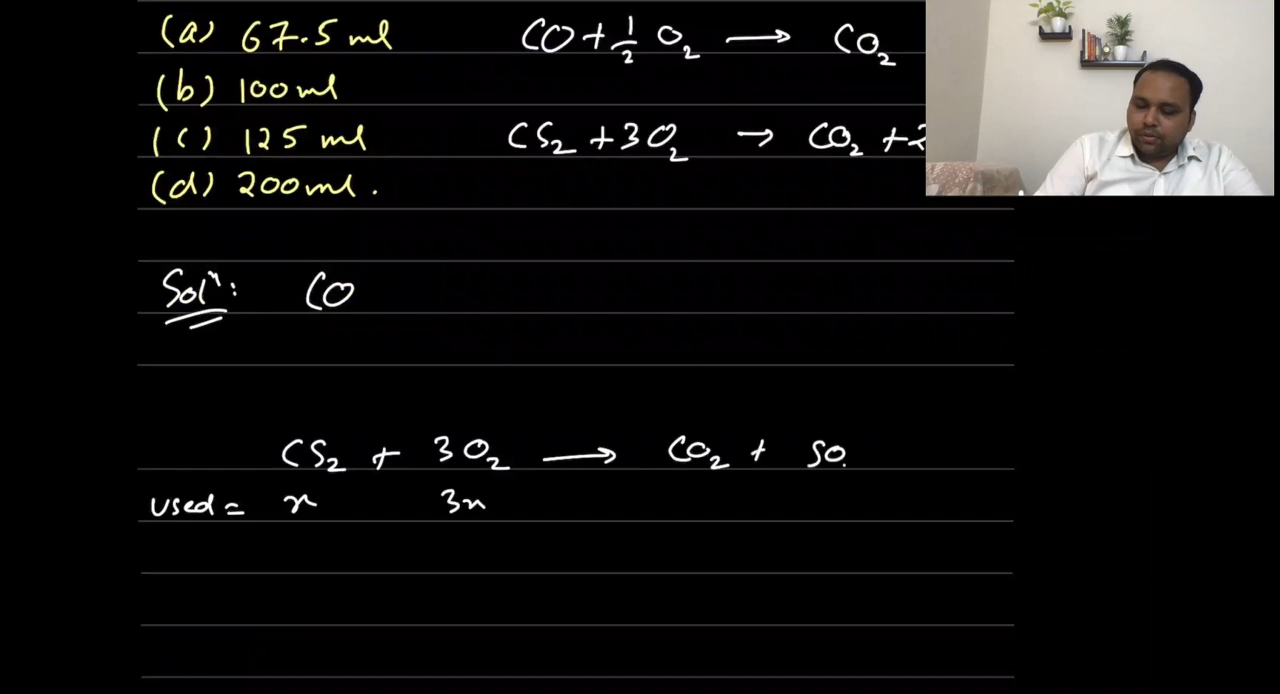 (a) 67.5 ml CO + 1/2 O₂ → CO₂
(b) 100 ml
(c) 125 ml CS₂ + 3O₂ → CO₂ + 2
(d) 200 ml.
Solⁿ: CO
CS₂ + 3O₂ → CO₂ + SO
used = x 3x